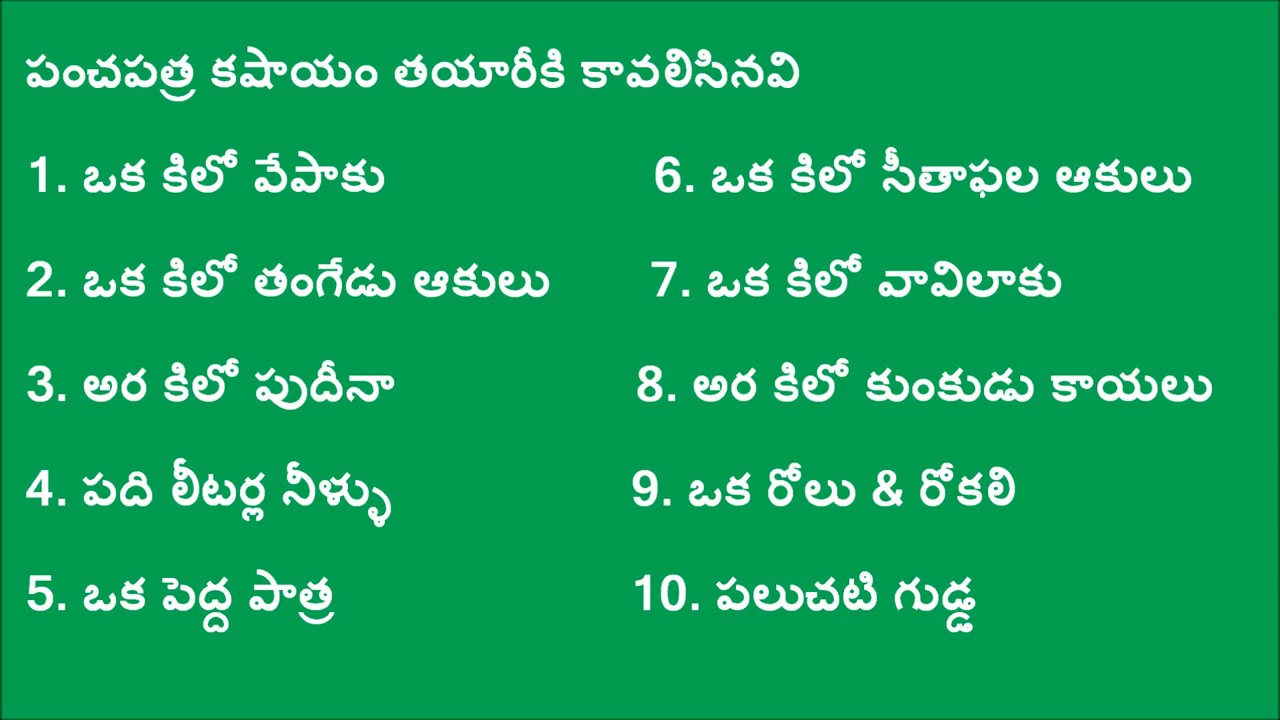 పంచపత్ర కషాయం తయారీకి కావలిసినవి
1. ఒక కిలో వేపాకు
2. ఒక కిలో తంగేడు ఆకులు
3. అర కిలో పుదీనా
4. పది లీటర్ల నీళ్ళు
5. ఒక పెద్ద పాత్ర
6. ఒక కిలో సీతాఫల ఆకులు
7. ఒక కిలో వావిలాకు
8. అర కిలో కుంకుడు కాయలు
9. ఒక రోలు & రోకలి
10. పలుచటి గుడ్డ